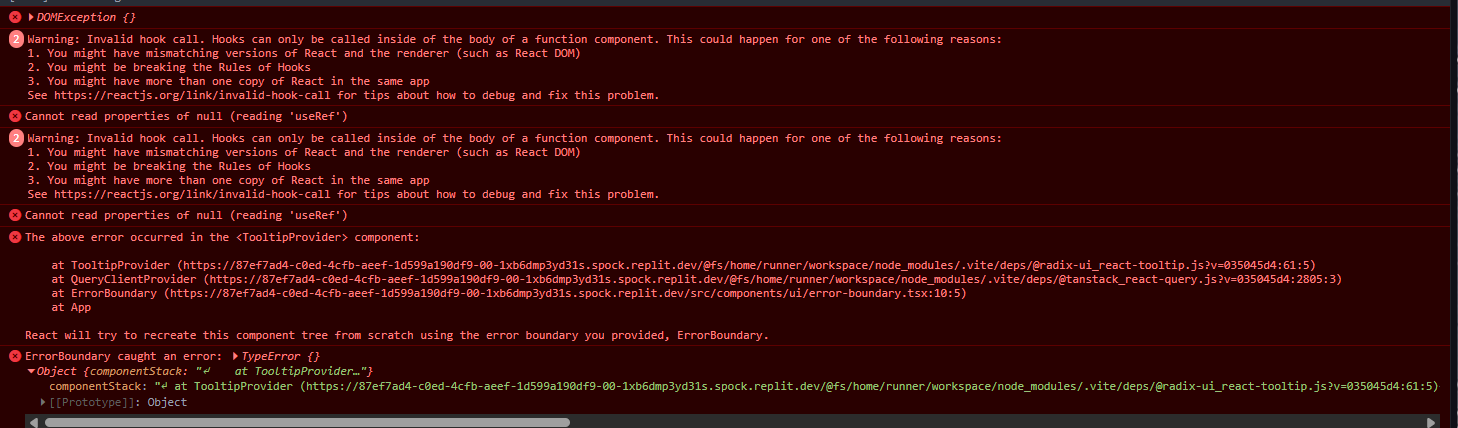 DOMException {}
2 Warning: Invalid hook call. Hooks can only be called inside of the body of a function component. This could happen for one of the following reasons:
1. You might have mismatching versions of React and the renderer (such as React DOM)
2. You might be breaking the Rules of Hooks
3. You might have more than one copy of React in the same app
See https://reactjs.org/link/invalid-hook-call for tips about how to debug and fix this problem.
Cannot read properties of null (reading 'useRef')
2 Warning: Invalid hook call. Hooks can only be called inside of the body of a function component. This could happen for one of the following reasons:
1. You might have mismatching versions of React and the renderer (such as React DOM)
2. You might be breaking the Rules of Hooks
3. You might have more than one copy of React in the same app
See https://reactjs.org/link/invalid-hook-call for tips about how to debug and fix this problem.
Cannot read properties of null (reading 'useRef')
The above error occurred in the <TooltipProvider> component:
at TooltipProvider (https://87ef7ad4-c0ed-4cfb-aeef-1d599a190df9-00-1xb6dmp3yd31s.spock.replit.dev/@fs/home/runner/workspace/node_modules/.vite/deps/@radix-ui_react-tooltip.js?v=035045d4:61:5)
at QueryClientProvider (https://87ef7ad4-c0ed-4cfb-aeef-1d599a190df9-00-1xb6dmp3yd31s.spock.replit.dev/@fs/home/runner/workspace/node_modules/.vite/deps/@tanstack_react-query.js?v=035045d4:2805:3)
at ErrorBoundary (https://87ef7ad4-c0ed-4cfb-aeef-1d599a190df9-00-1xb6dmp3yd31s.spock.replit.dev/src/components/ui/error-boundary.tsx:10:5)
at App
React will try to recreate this component tree from scratch using the error boundary you provided, ErrorBoundary.
ErrorBoundary caught an error: TypeError {}
Object {componentStack: "↵    at TooltipProvider…"}
componentStack: "↵ at TooltipProvider (https://87ef7ad4-c0ed-4cfb-aeef-1d599a190df9-00-1xb6dmp3yd31s.spock.replit.dev/@fs/home/runner/workspace/node_modules/.vite/deps/@radix-ui_react-tooltip.js?v=035045d4:61:5)
[[Prototype]]: Object